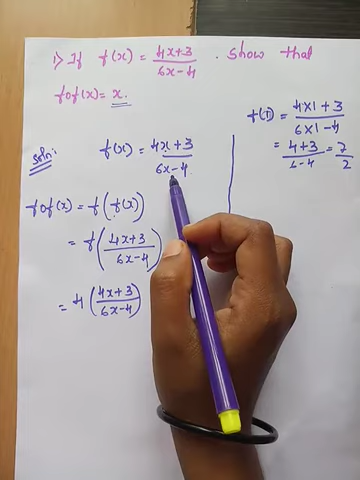 1) If f(x) = 4x+3 / 6x-4 . Show that
fof(x) = x.
Soln: f(x) = 4x+3 / 6x-4
fof(x) = f(f(x))
= f(4x+3 / 6x-4)
= 4(4x+3 / 6x-4)
f(1) = 4×1+3 / 6×1-4
= 4+3 / 6-4 = 7 / 2